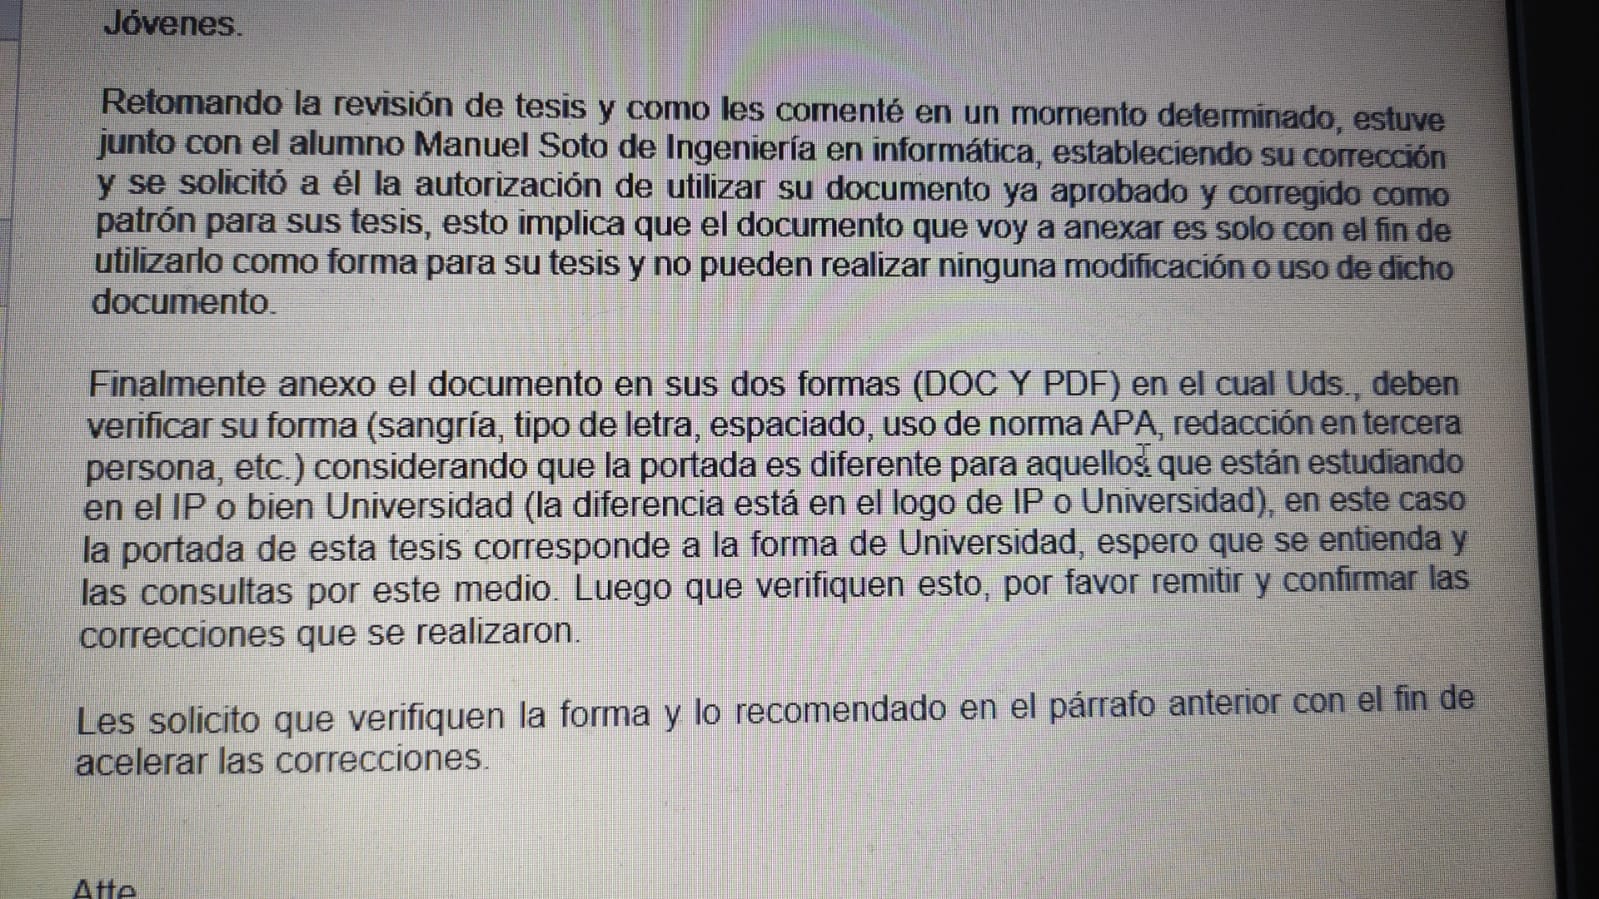 Jóvenes.
Retomando la revisión de tesis y como les comenté en un momento determinado, estuve
junto con el alumno Manuel Soto de Ingeniería en informática, estableciendo su corrección
y se solicitó a él la autorización de utilizar su documento ya aprobado y corregido como
patrón para sus tesis, esto implica que el documento que voy a anexar es solo con el fin de
utilizarlo como forma para su tesis y no pueden realizar ninguna modificación o uso de dicho
documento.
Finalmente anexo el documento en sus dos formas (DOC Y PDF) en el cual Uds., deben
verificar su forma (sangría, tipo de letra, espaciado, uso de norma APA, redacción en tercera
persona, etc.) considerando que la portada es diferente para aquellos que están estudiando
en el IP o bien Universidad (la diferencia está en el logo de IP o Universidad), en este caso
la portada de esta tesis corresponde a la forma de Universidad, espero que se entienda y
las consultas por este medio. Luego que verifiquen esto, por favor remitir y confirmar las
correcciones que se realizaron.
Les solicito que verifiquen la forma y lo recomendado en el párrafo anterior con el fin de
acelerar las correcciones.
Atte